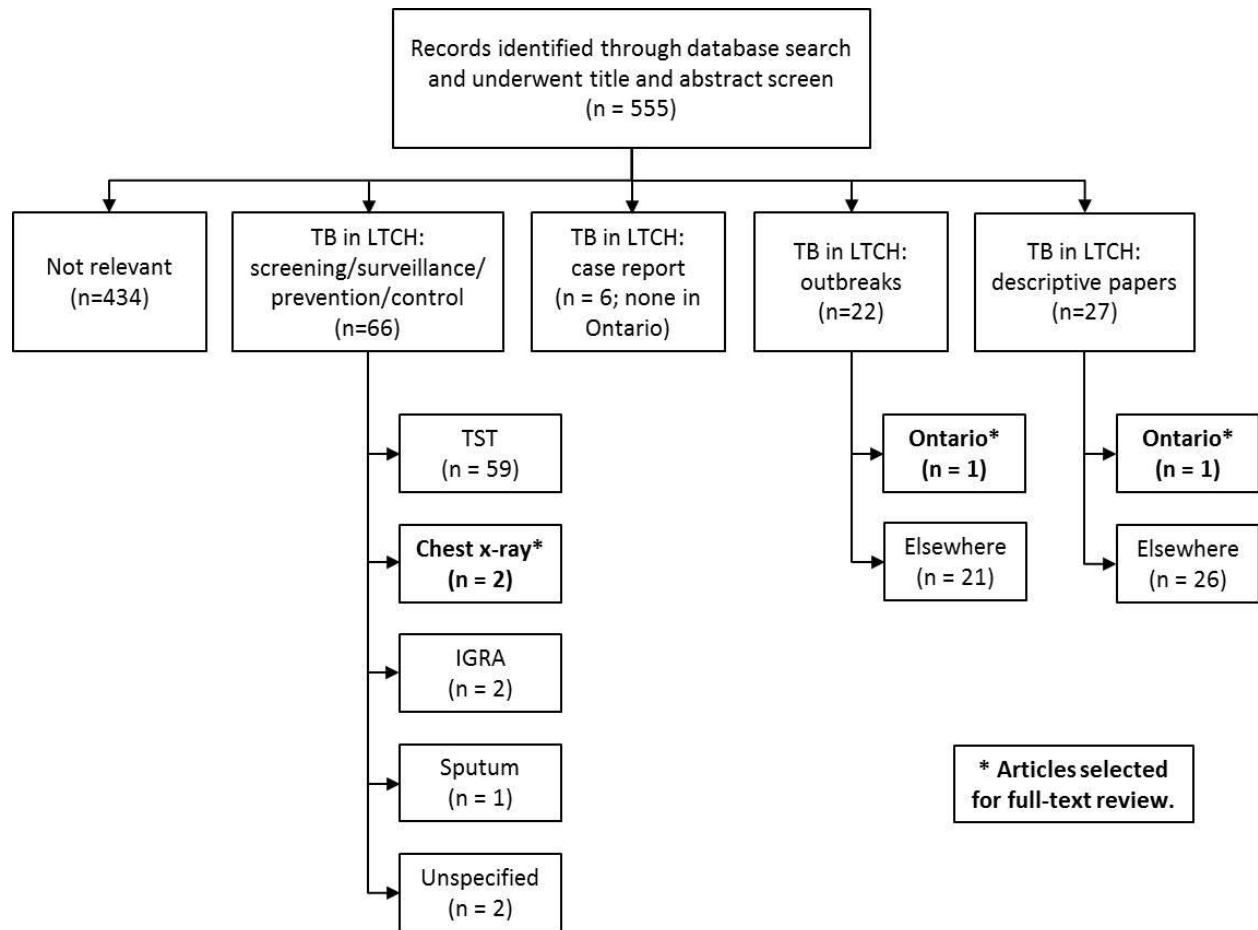 Records identified through database search
and underwent title and abstract screen
(n = 555)
Not relevant
(n=434)
TB in LTCH:
screening/surveillance/
prevention/control
(n=66)
TB in LTCH:
case report
(n = 6; none in
Ontario)
TB in LTCH:
outbreaks
(n=22)
TB in LTCH:
descriptive papers
(n=27)
TST
(n = 59)
Chest x-ray*
(n = 2)
IGRA
(n = 2)
Sputum
(n = 1)
Unspecified
(n = 2)
Ontario*
(n = 1)
Elsewhere
(n = 21)
Ontario*
(n = 1)
Elsewhere
(n = 26)
* Articles selected
for full-text review.